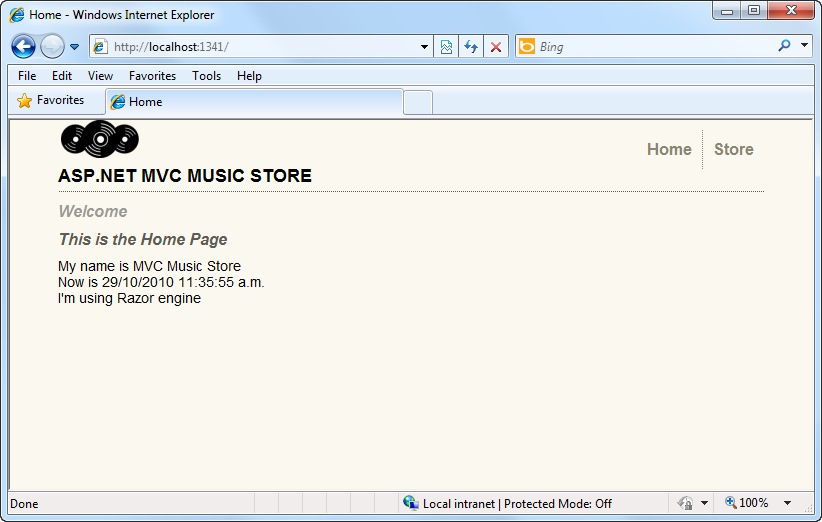 Home - Windows Internet Explorer
http://localhost:1341/
Bing
File Edit View Favorites Tools Help
Favorites
Home
Home Store
ASP.NET MVC MUSIC STORE
Welcome
This is the Home Page
My name is MVC Music Store
Now is 29/10/2010 11:35:55 a.m.
I'm using Razor engine
Done
Local intranet | Protected Mode: Off
100%